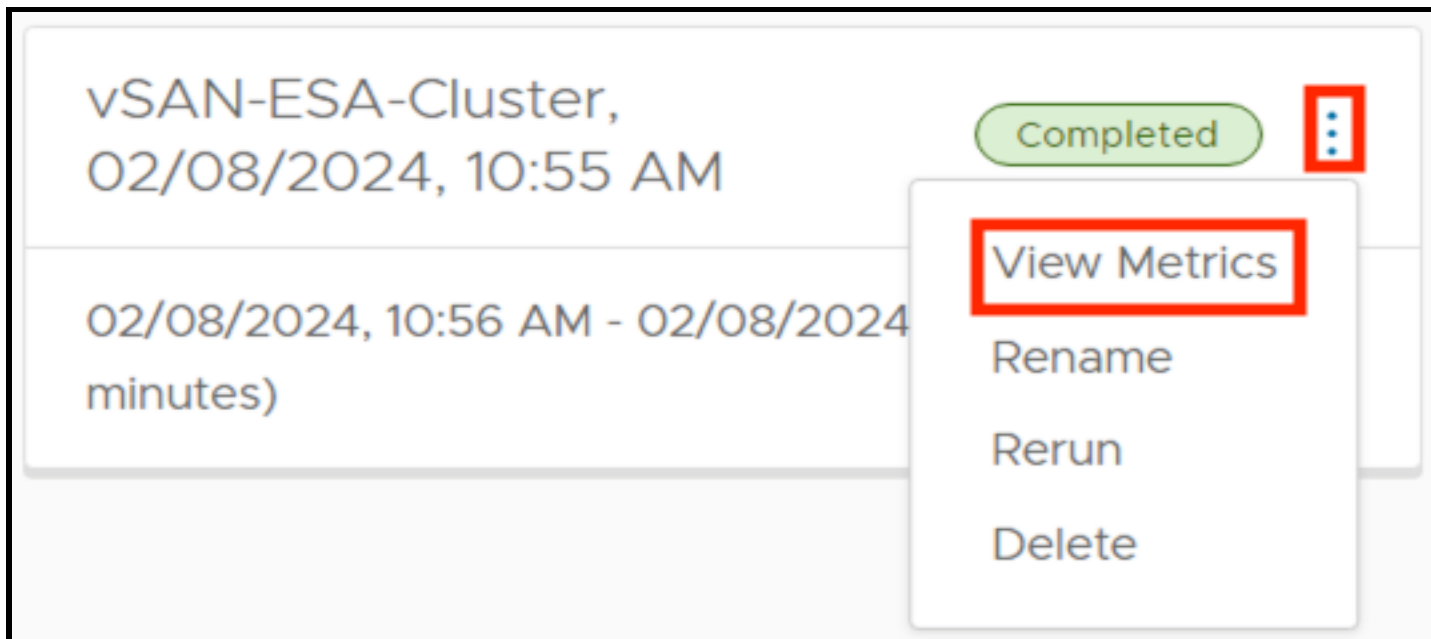 vSAN-ESA-Cluster,
02/08/2024, 10:55 AM
Completed
View Metrics
02/08/2024, 10:56 AM - 02/08/2024
minutes)
Rename
Rerun
Delete